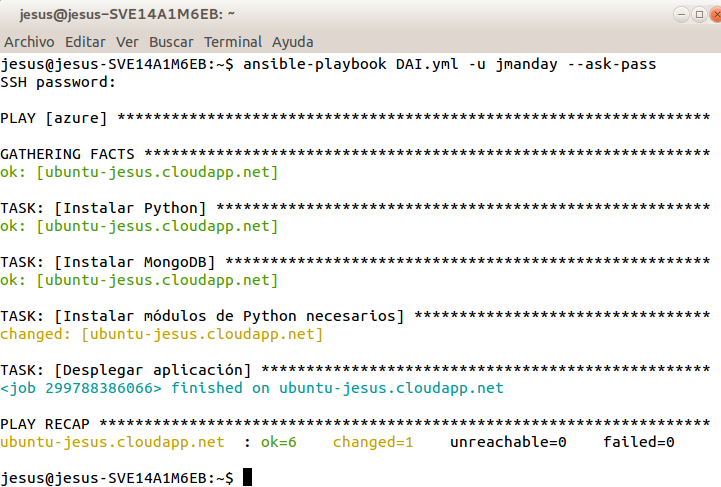 jesus@jesus-SVE14A1M6EB: ~
Archivo Editar Ver Buscar Terminal Ayuda
jesus@jesus-SVE14A1M6EB:~$ ansible-playbook DAI.yml -u jmanday --ask-pass
SSH password:
PLAY [azure] ******************************************************************
GATHERING FACTS ***************************************************************
ok: [ubuntu-jesus.cloudapp.net]
TASK: [Instalar Python] *******************************************************
ok: [ubuntu-jesus.cloudapp.net]
TASK: [Instalar MongoDB] ******************************************************
ok: [ubuntu-jesus.cloudapp.net]
TASK: [Instalar módulos de Python necesarios] *********************************
changed: [ubuntu-jesus.cloudapp.net]
TASK: [Desplegar aplicación] **************************************************
<job 299788386066> finished on ubuntu-jesus.cloudapp.net
PLAY RECAP ********************************************************************
ubuntu-jesus.cloudapp.net  : ok=6    changed=1    unreachable=0    failed=0
jesus@jesus-SVE14A1M6EB:~$